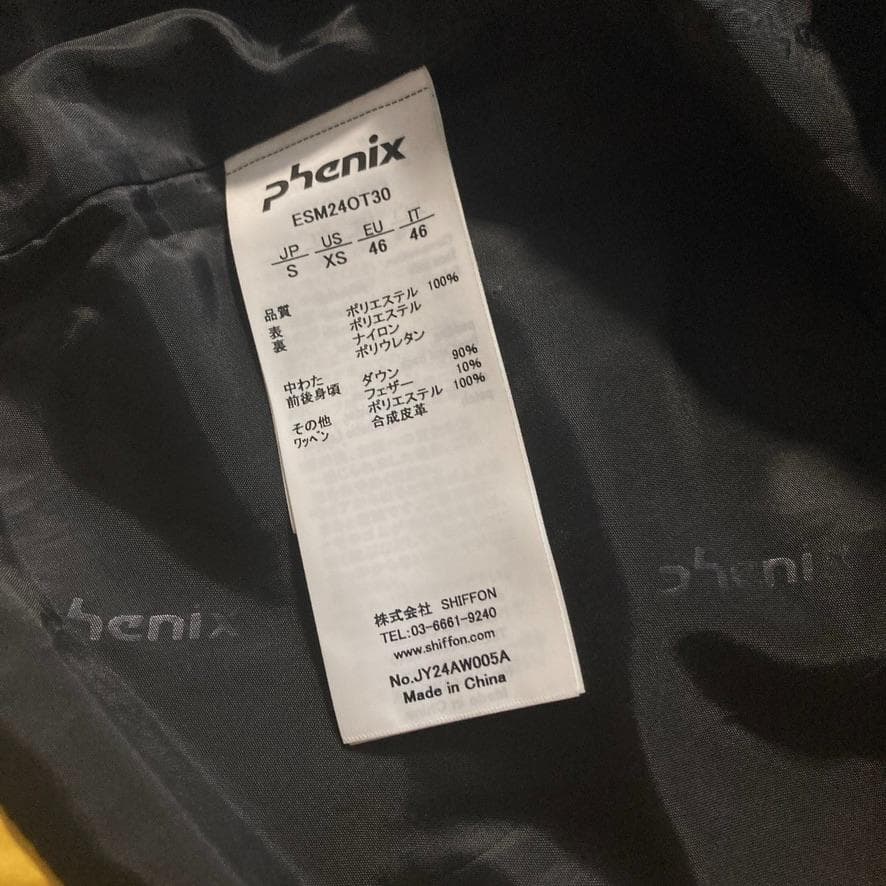 phenix
ESM24OT30
JP US EU IT
S XS 46 46
品質
表 ポリエステル 100%
裏 ポリエステル
ナイロン
ポリウレタン
中わた
前後身頃 ダウン 90%
フェザー 10%
その他 ポリエステル 100%
ワッペン 合成皮革
phenix
phenix
株式会社 SHIFFON
TEL:03-6661-9240
www.shiffon.com
No.JY24AW005A
Made in China